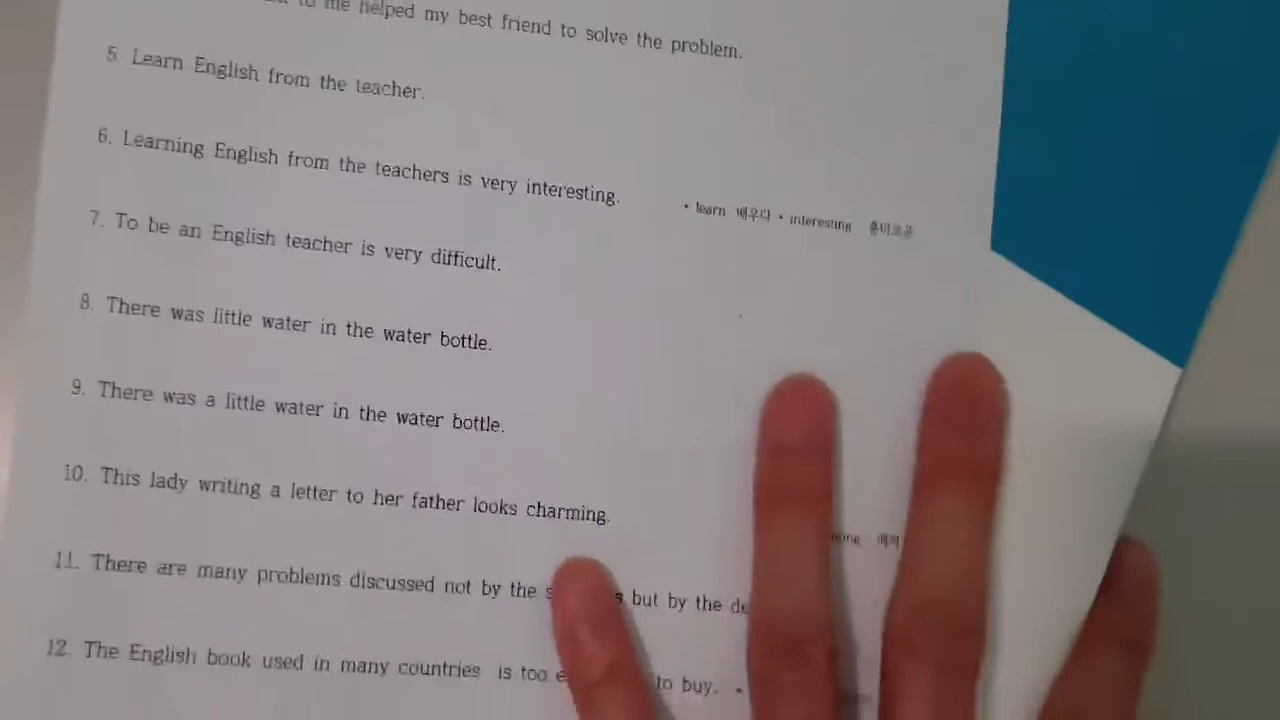 to me helped my best friend to solve the problem.
5. Learn English from the teacher.
6. Learning English from the teachers is very interesting. • learn 배우다 • interesting 흥미로운
7. To be an English teacher is very difficult.
8. There was little water in the water bottle.
9. There was a little water in the water bottle.
10. This lady writing a letter to her father looks charming.
11. There are many problems discussed not by the but by the
12. The English book used in many countries is too to buy. •